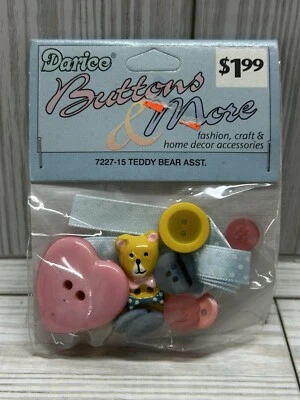 Darice
$1.99
Buttons
& More
fashion, craft &
home decor accessories
7227-15 TEDDY BEAR ASST.